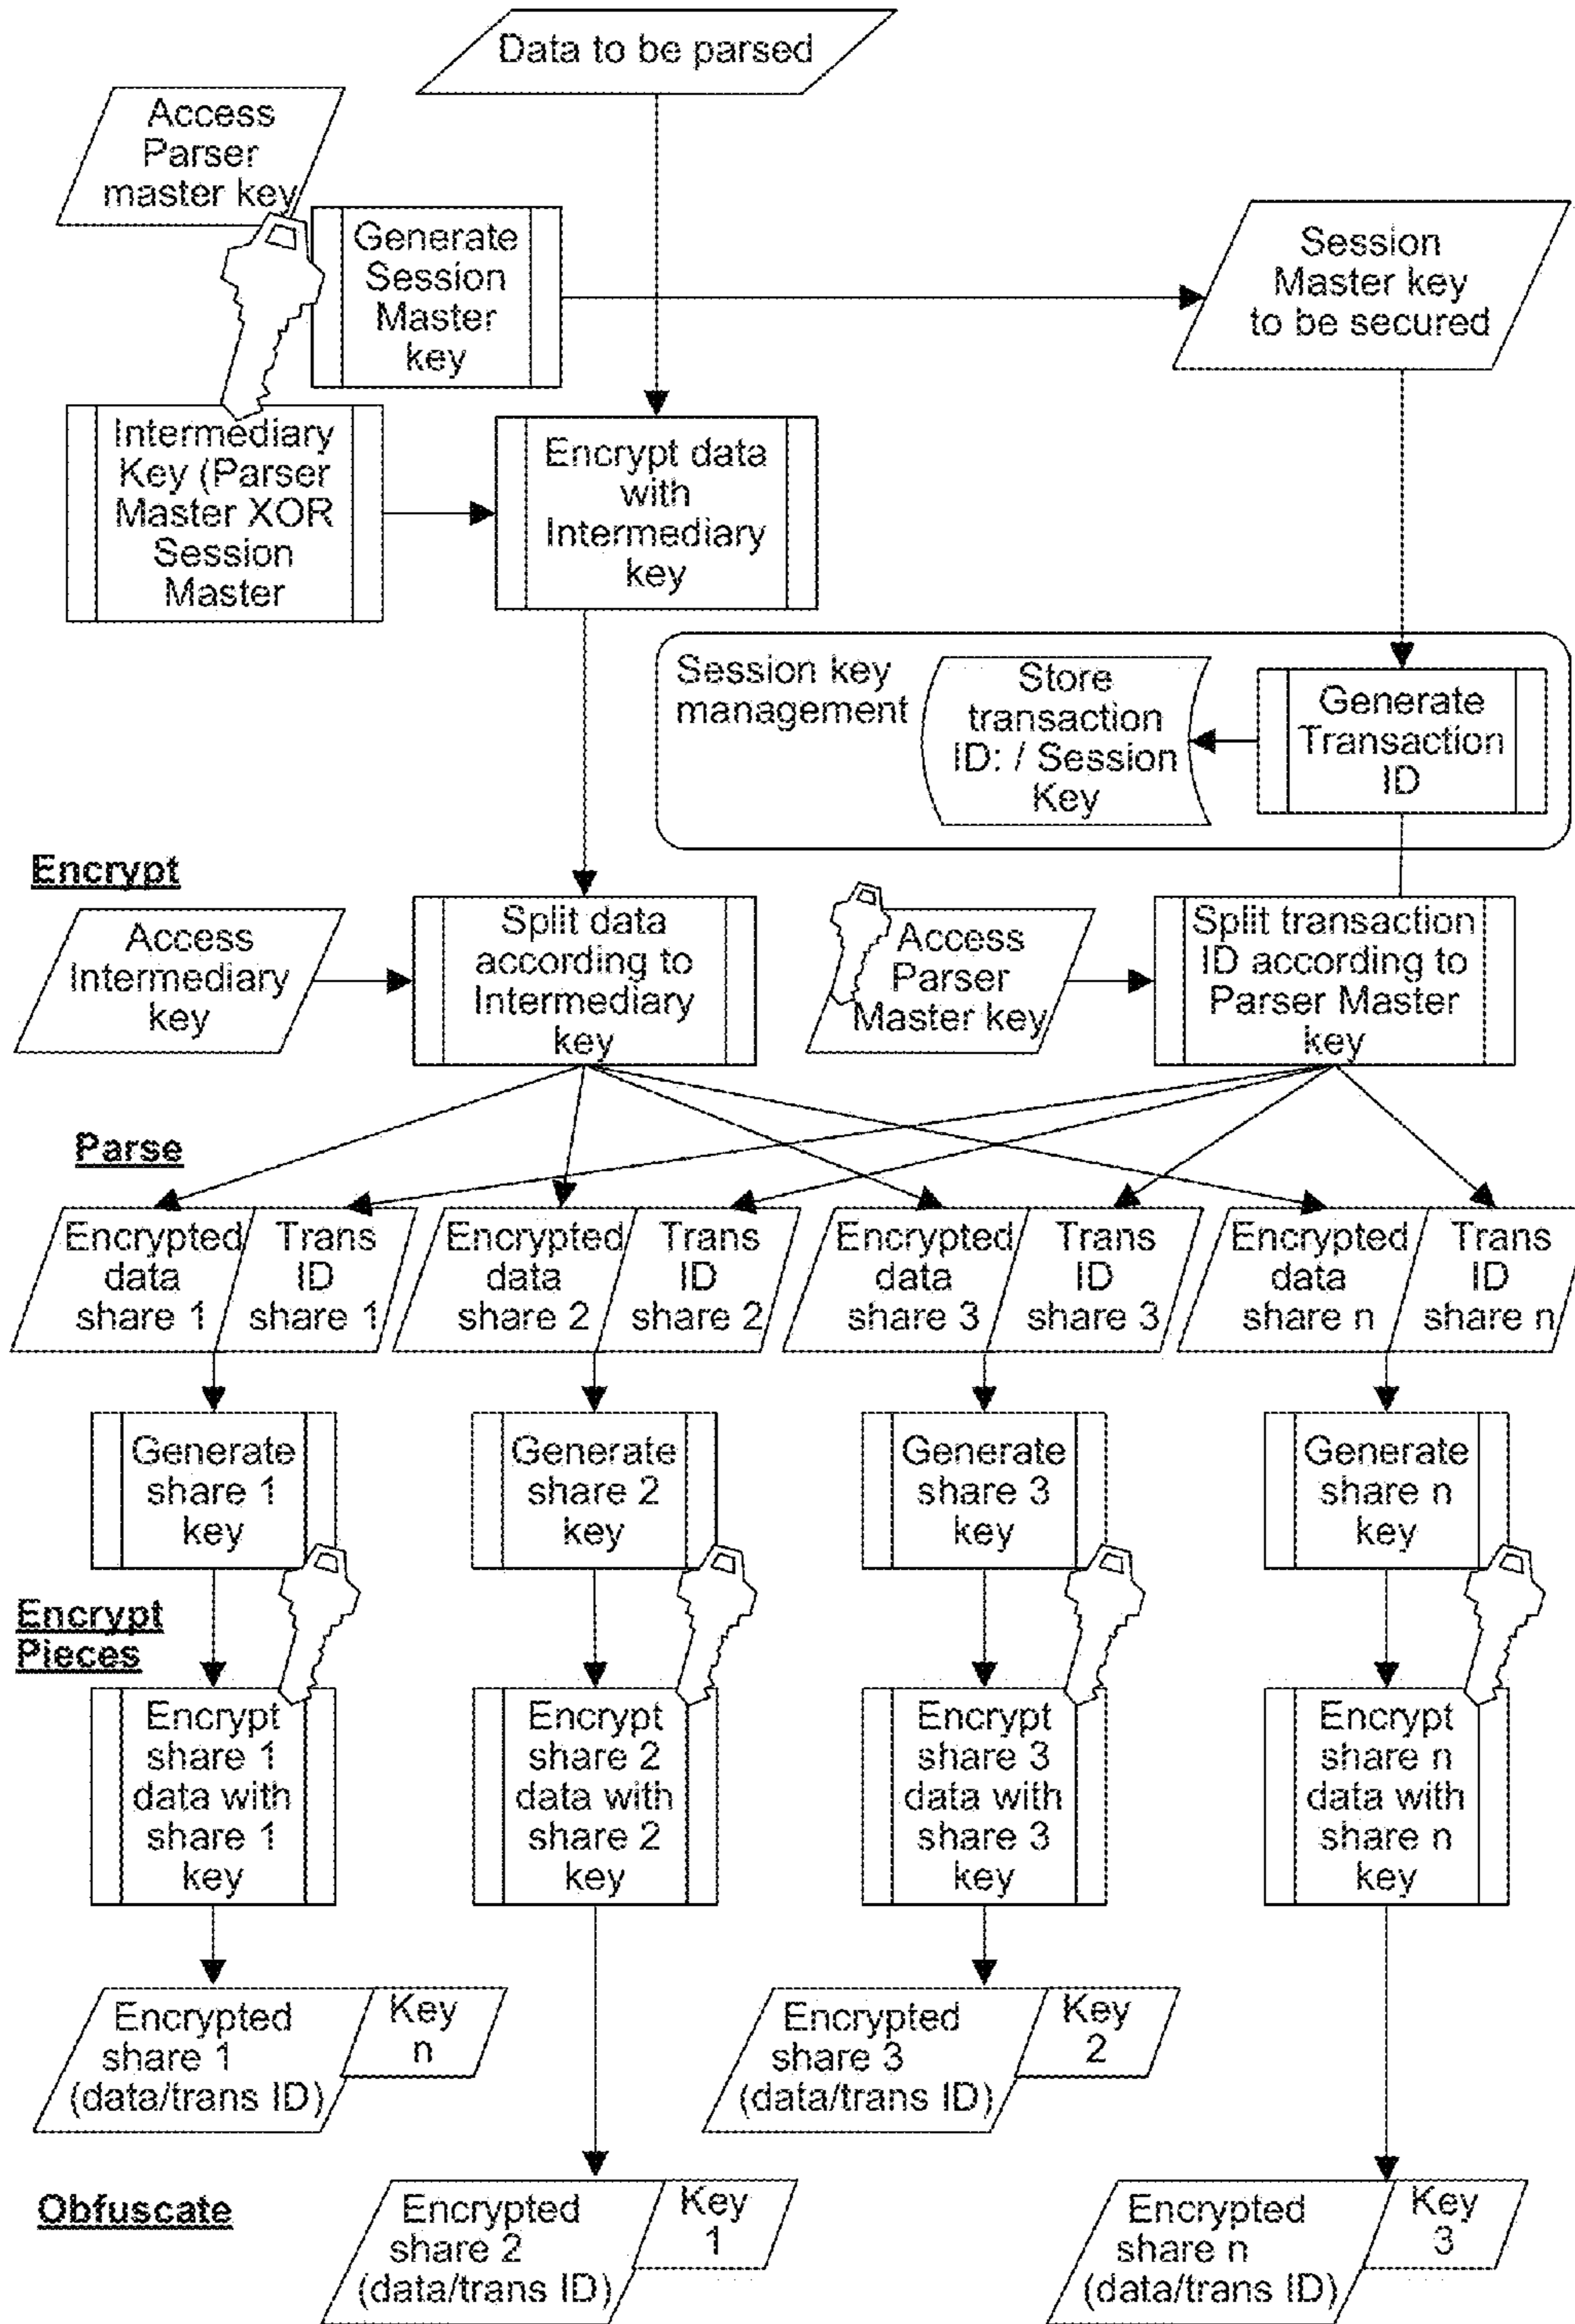 Data to be parsed
Access
Parser
master key
Generate
Session
Master
key
Session
Master key
to be secured
Intermediary
Key (Parser
Master XOR
Session
Master
Encrypt data
with
Intermediary
key
Session key
management
Store
transaction
ID: / Session
Key
Generate
Transaction
ID
Encrypt
Access
Intermediary
key
Split data
according to
Intermediary
key
Access
Parser
Master key
Split transaction
ID according to
Parser Master
key
Parse
Encrypted
data
share 1
Trans
ID
share 1
Encrypted
data
share 2
Trans
ID
share 2
Encrypted
data
share 3
Trans
ID
share 3
Encrypted
data
share n
Trans
ID
share n
Generate
share 1
key
Generate
share 2
key
Generate
share 3
key
Generate
share n
key
Encrypt
Pieces
Encrypt
share 1
data with
share 1
key
Encrypt
share 2
data with
share 2
key
Encrypt
share 3
data with
share 3
key
Encrypt
share n
data with
share n
key
Encrypted
share 1
(data/trans ID)
Key
n
Encrypted
share 3
(data/trans ID)
Key
2
Obfuscate
Encrypted
share 2
(data/trans ID)
Key
1
Encrypted
share n
(data/trans ID)
Key
3